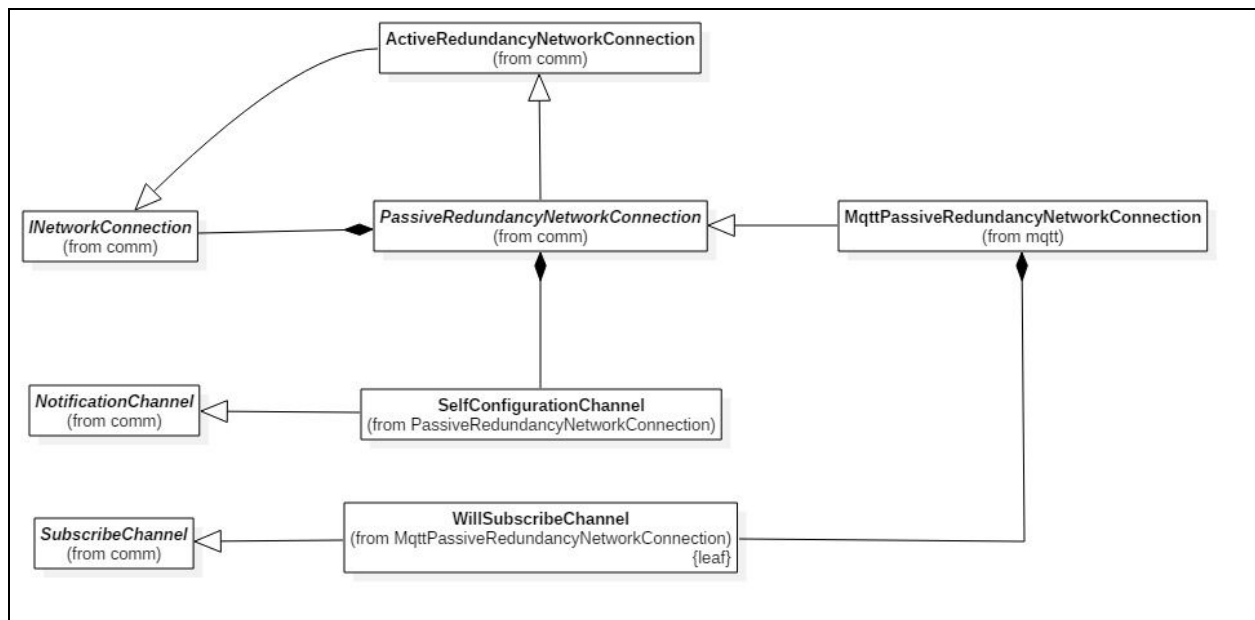 ActiveRedundancyNetworkConnection
(from comm)
INetworkConnection
(from comm)
PassiveRedundancyNetworkConnection
(from comm)
MqttPassiveRedundancyNetworkConnection
(from mqtt)
NotificationChannel
(from comm)
SelfConfigurationChannel
(from PassiveRedundancyNetworkConnection)
SubscribeChannel
(from comm)
WillSubscribeChannel
(from MqttPassiveRedundancyNetworkConnection)
{leaf}